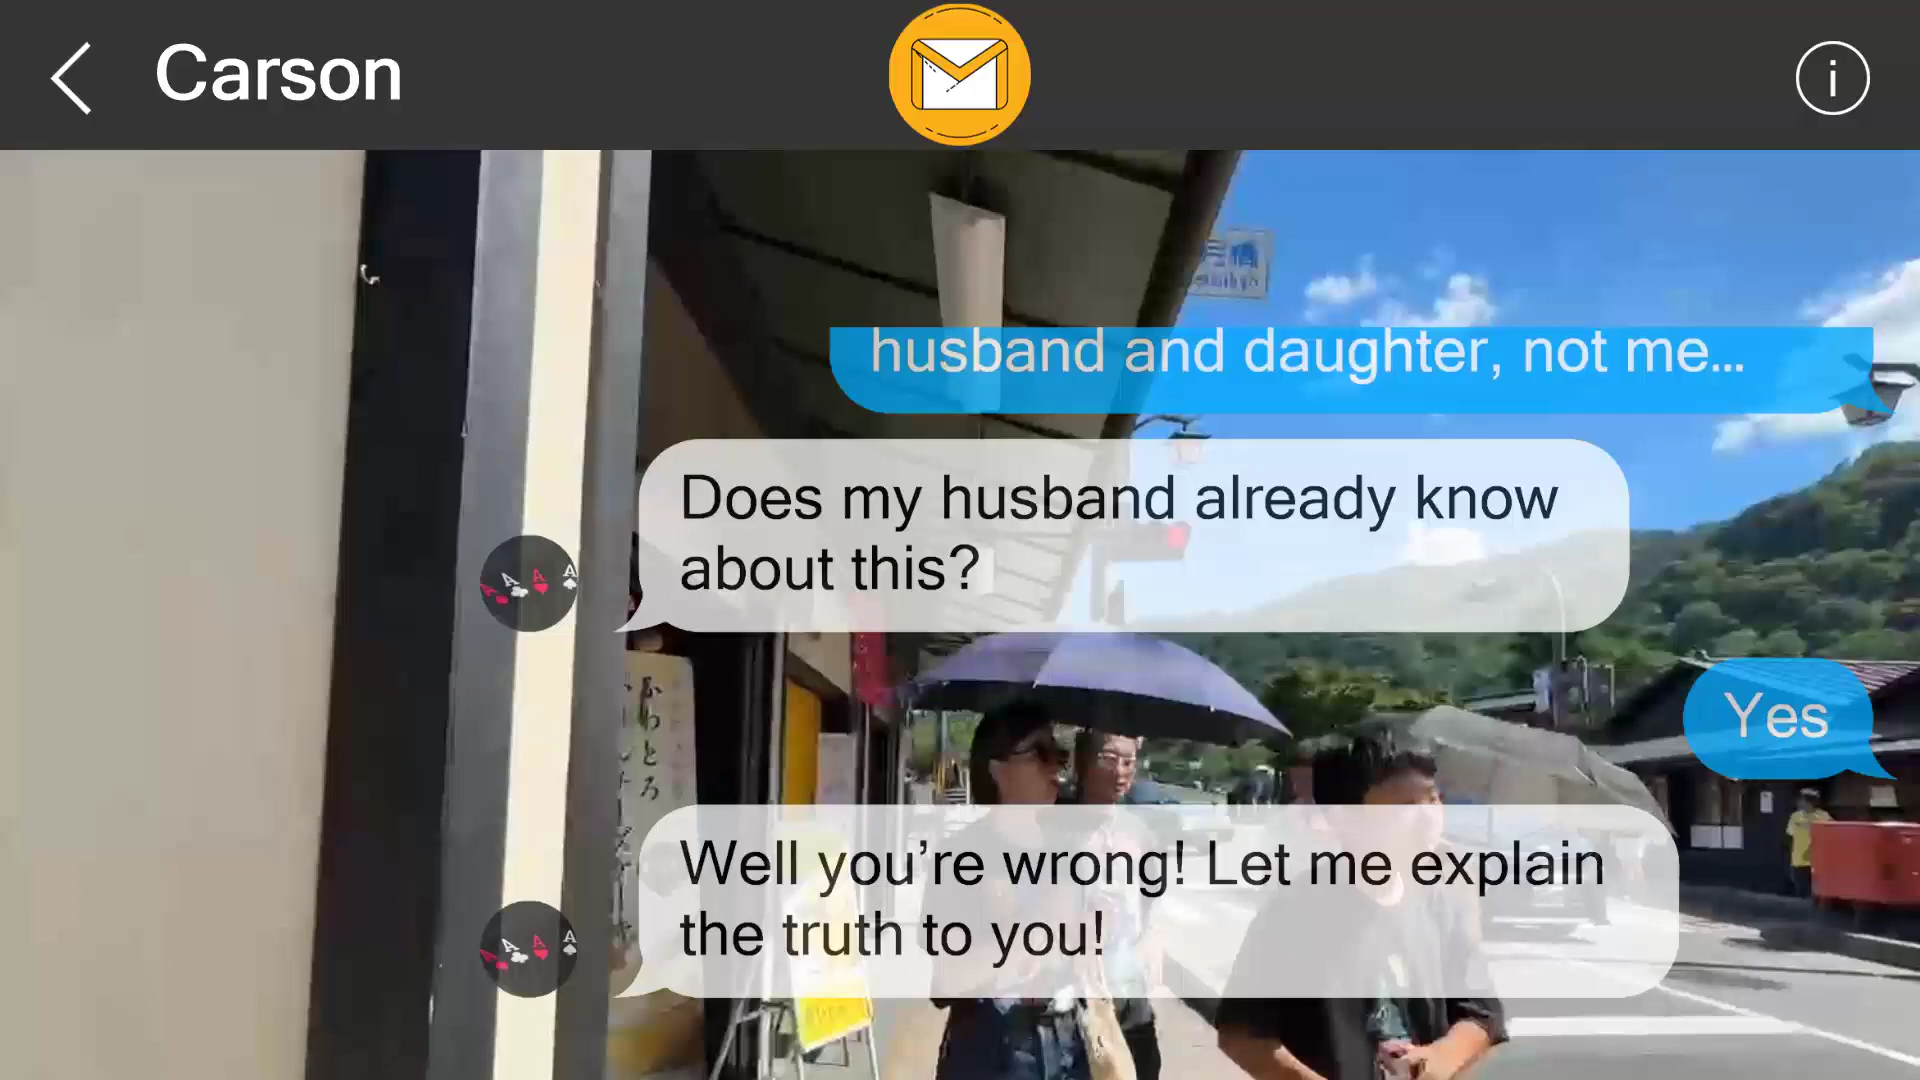 Carson
husband and daughter, not me...
Does my husband already know
about this?
Yes
Well you’re wrong! Let me explain
the truth to you!